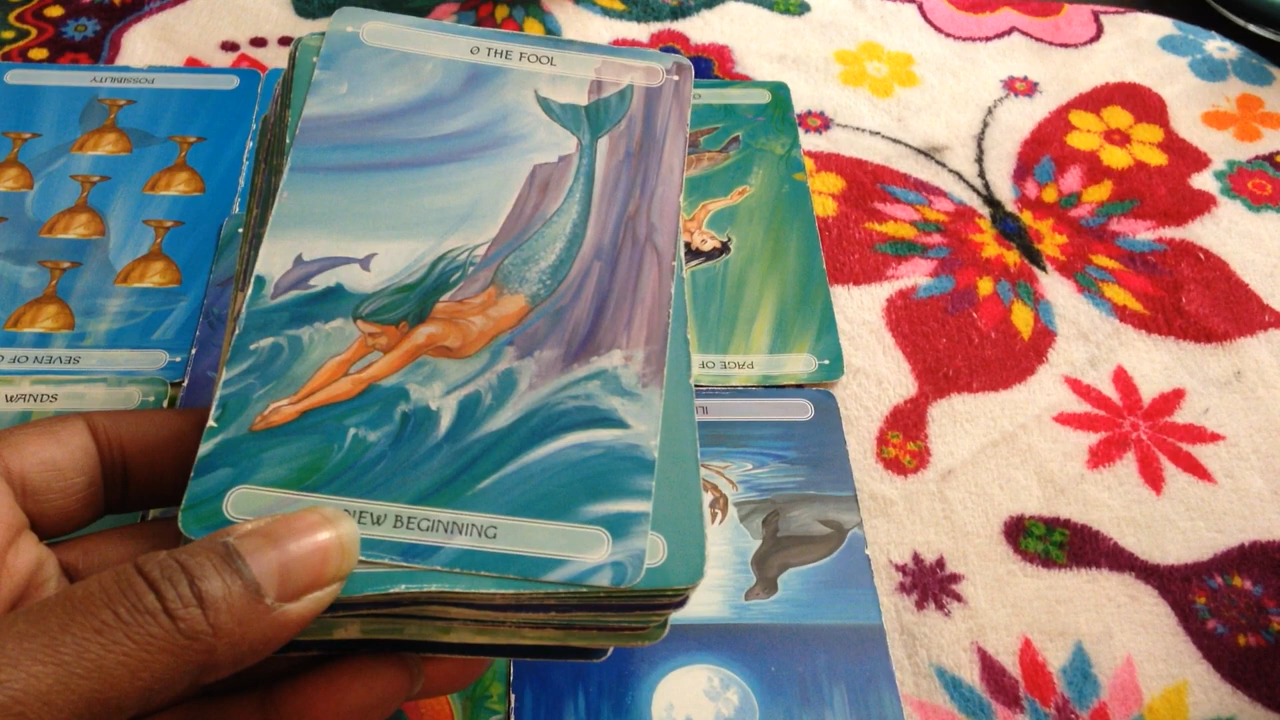 0 THE FOOL
NEW BEGINNING
POSSIBILITY
SEVEN OF
WANDS
PAGE OF